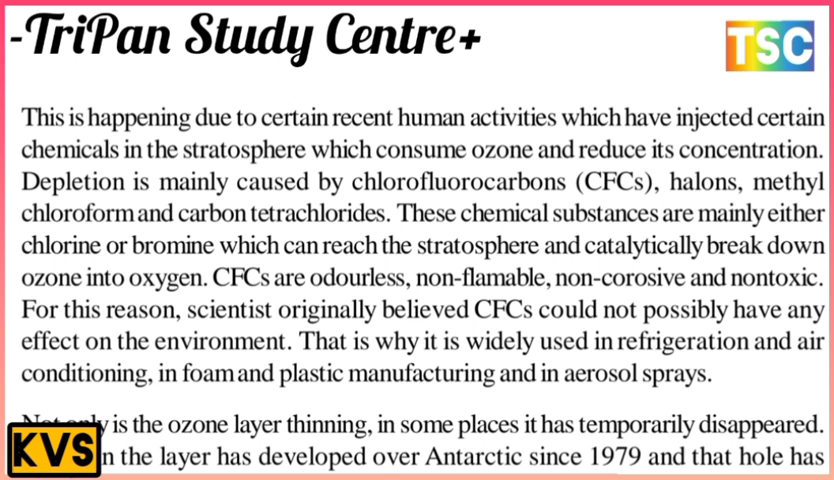 -TriPan Study Centre+
TSC
This is happening due to certain recent human activities which have injected certain
chemicals in the stratosphere which consume ozone and reduce its concentration.
Depletion is mainly caused by chlorofluorocarbons (CFCs), halons, methyl
chloroform and carbon tetrachlorides. These chemical substances are mainly either
chlorine or bromine which can reach the stratosphere and catalytically break down
ozone into oxygen. CFCs are odourless, non-flamable, non-corosive and nontoxic.
For this reason, scientist originally believed CFCs could not possibly have any
effect on the environment. That is why it is widely used in refrigeration and air
conditioning, in foam and plastic manufacturing and in aerosol sprays.
Not only is the ozone layer thinning, in some places it has temporarily disappeared.
the layer has developed over Antarctic since 1979 and that hole has
KVS